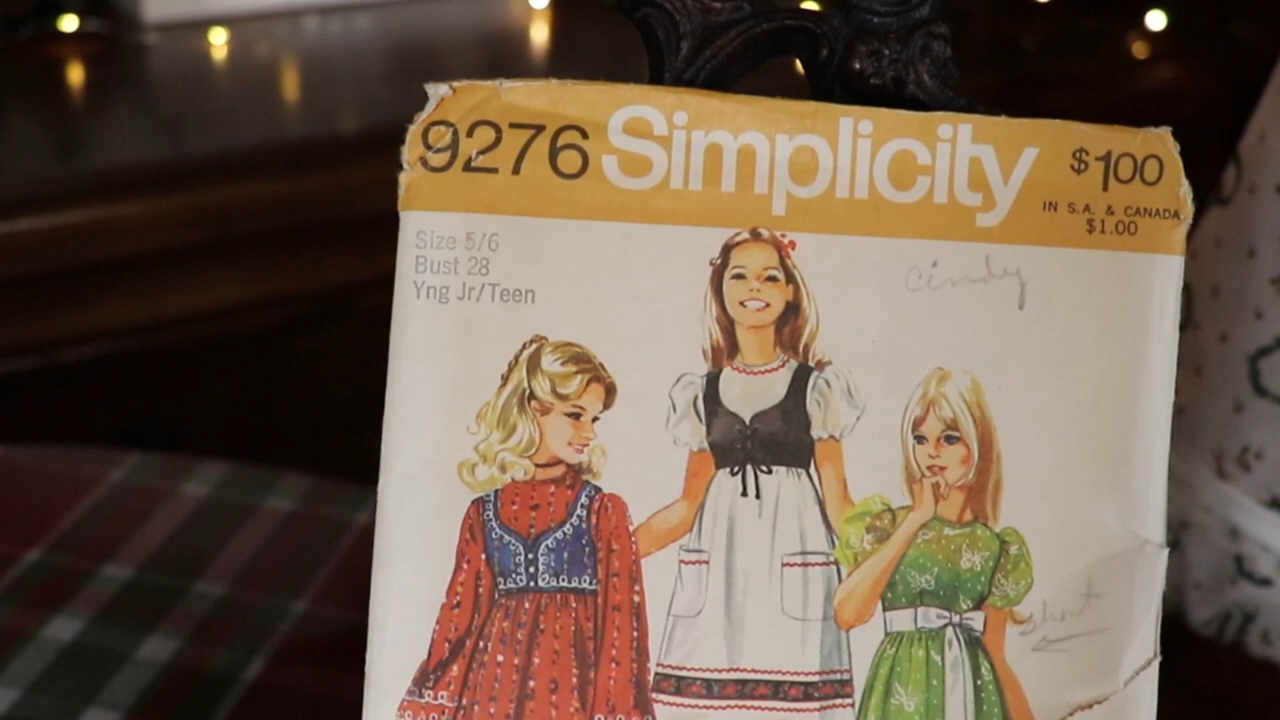 9276 Simplicity $1.00
IN S.A. & CANADA
$1.00
Size 5/6
Bust 28
Yng Jr/Teen
cindy
short